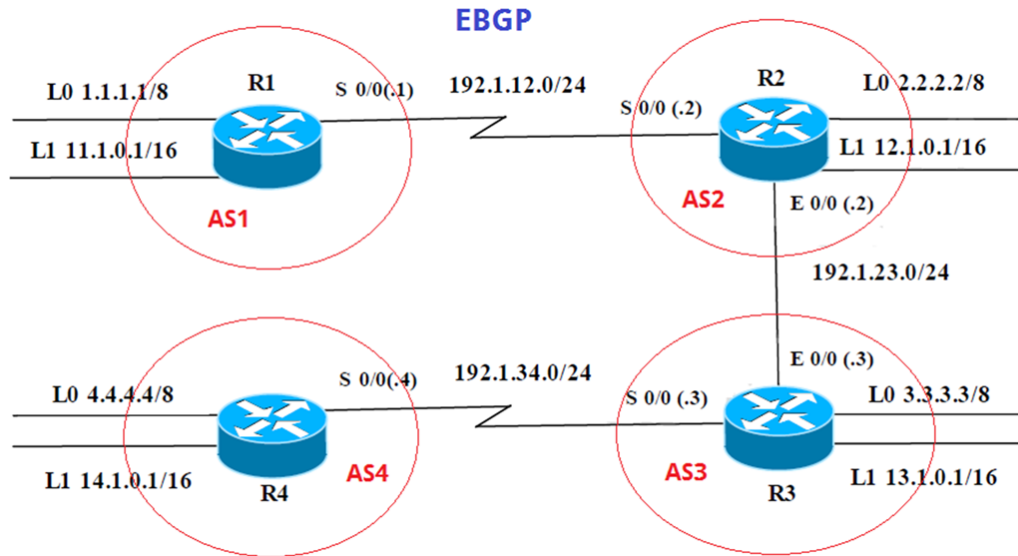 EBGP
R1
L0 1.1.1.1/8
S 0/0(.1)
192.1.12.0/24
L1 11.1.0.1/16
AS1
R2
L0 2.2.2.2/8
S 0/0 (.2)
L1 12.1.0.1/16
AS2
E 0/0 (.2)
192.1.23.0/24
L0 4.4.4.4/8
S 0/0(.4)
192.1.34.0/24
L1 14.1.0.1/16
R4
AS4
E 0/0 (.3)
S 0/0 (.3)
L0 3.3.3.3/8
AS3
L1 13.1.0.1/16
R3